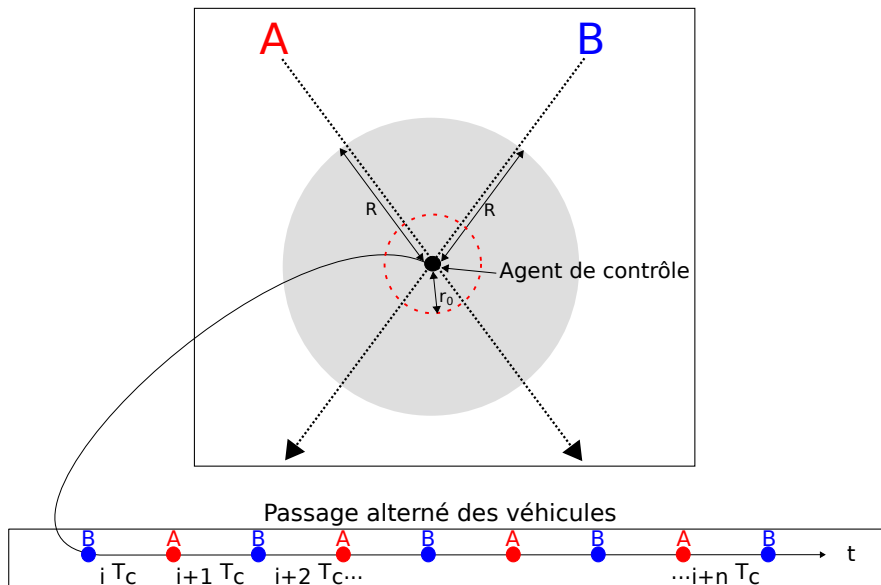 A B
R R
Agent de contrôle
r₀
Passage alterné des véhicules
B A B A B A B A B
t
i Tc i+1 Tc i+2 Tc... ...i+n Tc